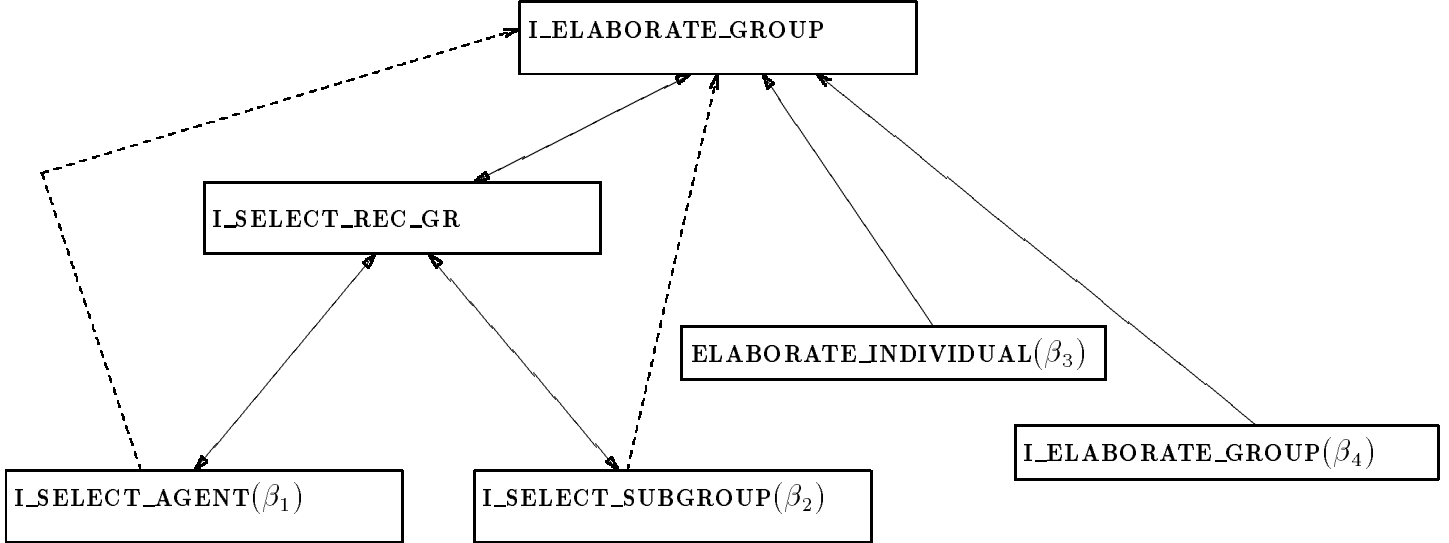 I_ELABORATE_GROUP
I_SELECT_REC_GR
ELABORATE_INDIVIDUAL(β₃)
I_ELABORATE_GROUP(β₄)
I_SELECT_AGENT(β₁)
I_SELECT_SUBGROUP(β₂)